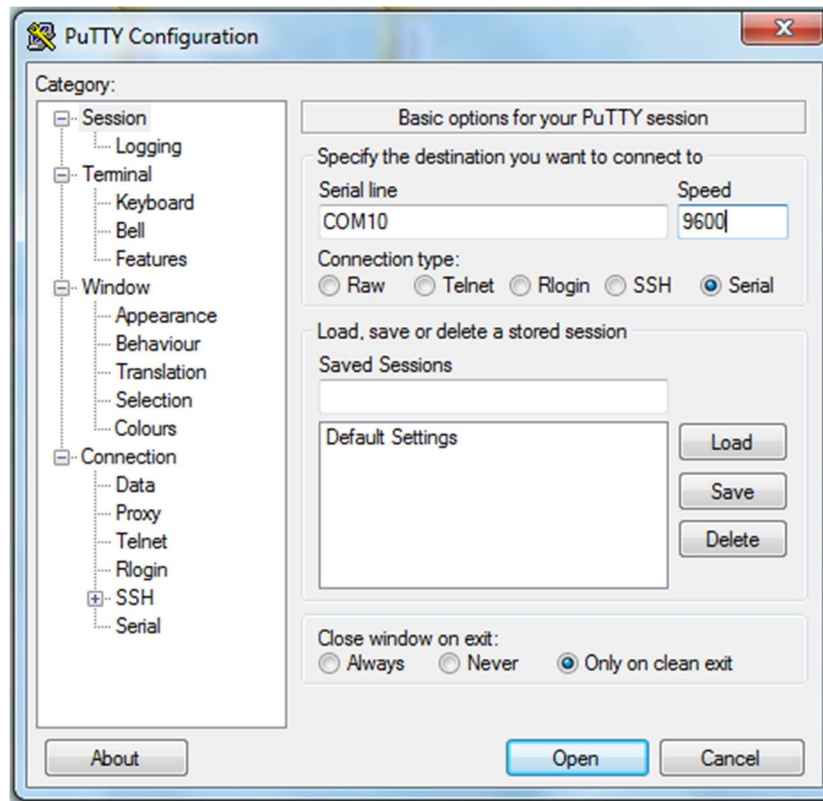 PuTTY Configuration
Category:
Session
Logging
Terminal
Keyboard
Bell
Features
Window
Appearance
Behaviour
Translation
Selection
Colours
Connection
Data
Proxy
Telnet
Rlogin
SSH
Serial
Basic options for your PuTTY session
Specify the destination you want to connect to
Serial line Speed
COM10 9600
Connection type:
Raw Telnet Rlogin SSH Serial
Load, save or delete a stored session
Saved Sessions
Default Settings
Load
Save
Delete
Close window on exit:
Always Never Only on clean exit
About Open Cancel